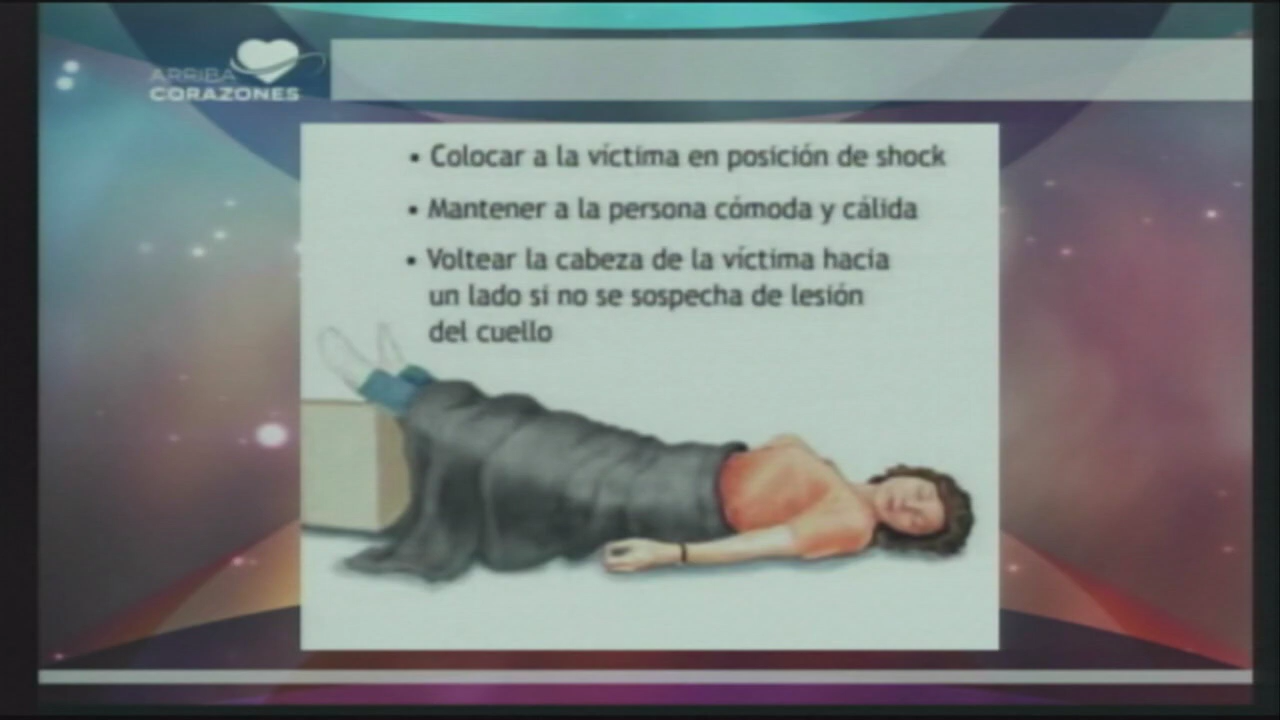 ARRIBA
CORAZONES
• Colocar a la víctima en posición de shock
• Mantener a la persona cómoda y cálida
• Voltear la cabeza de la víctima hacia
un lado si no se sospecha de lesión
del cuello